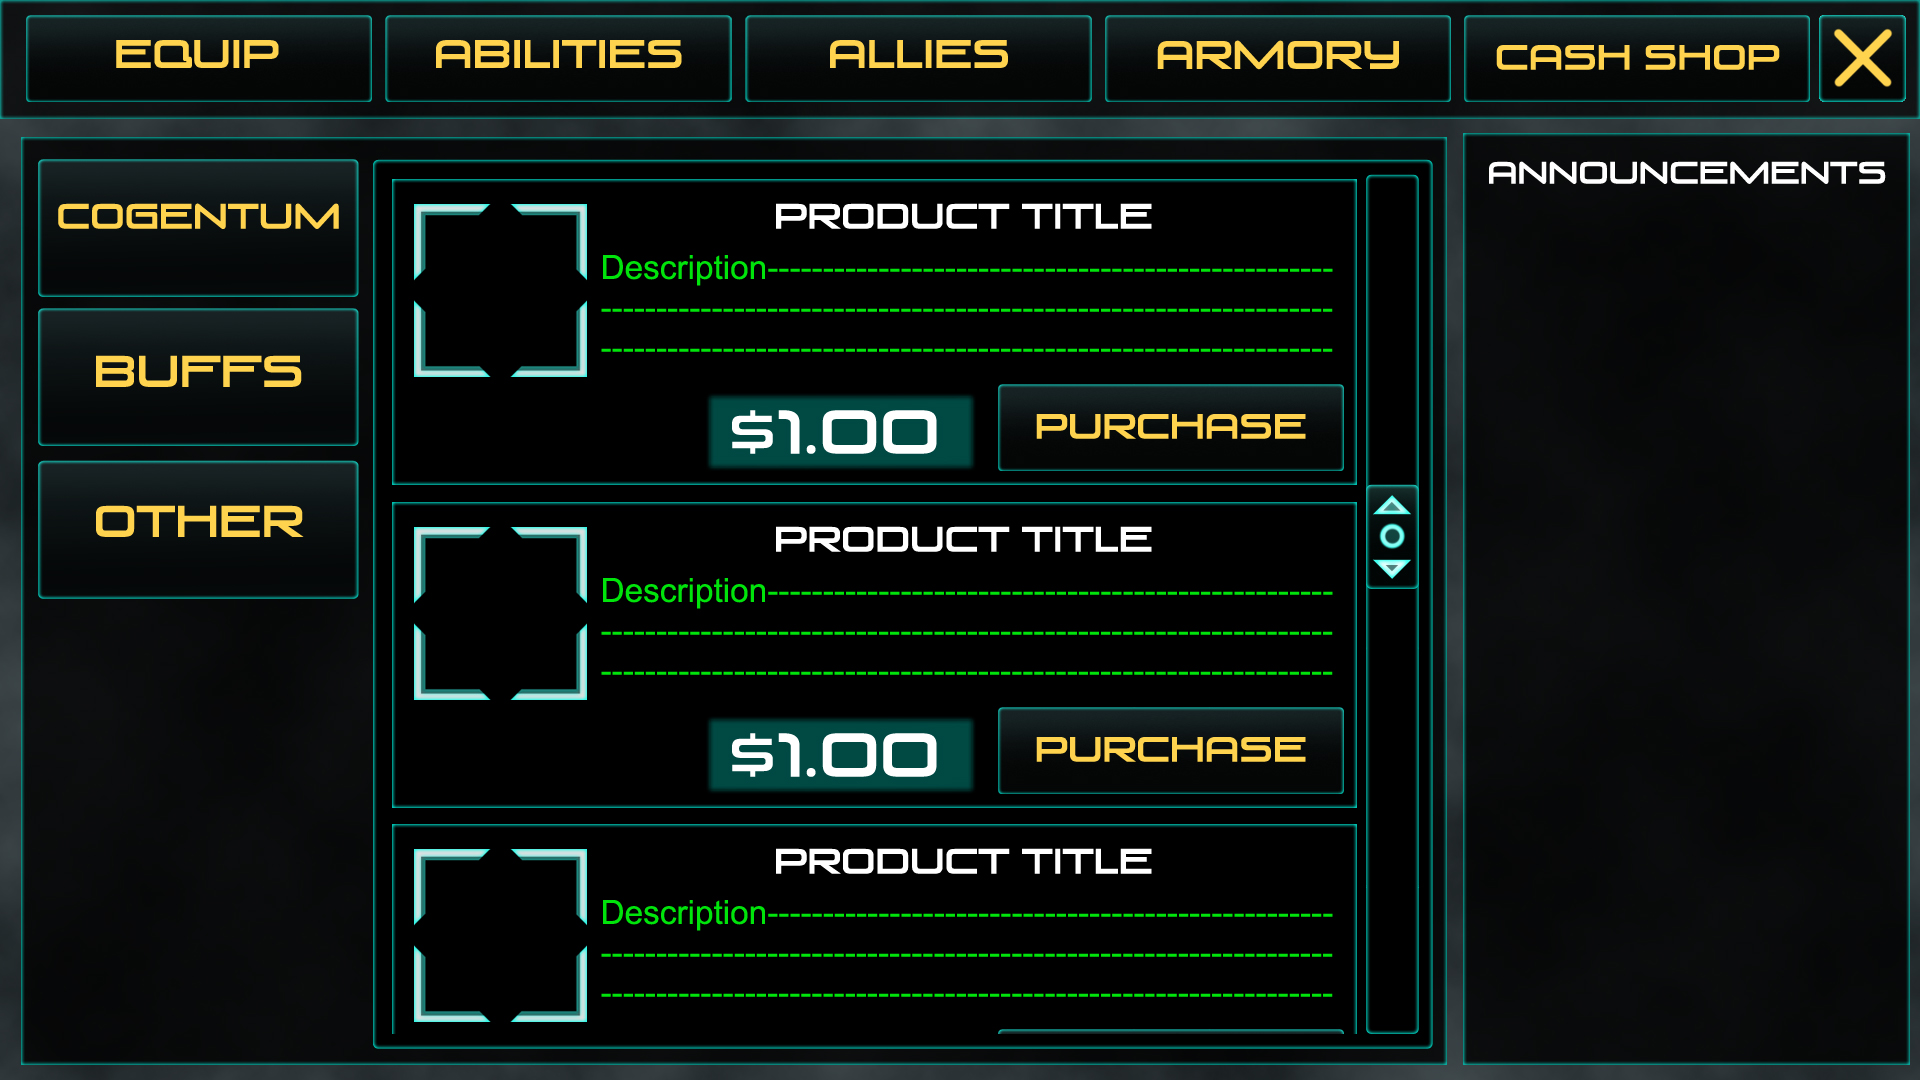 EQUIP ABILITIES ALLIES ARMORY CASH SHOP
COGENTUM
BUFFS
OTHER
PRODUCT TITLE
Description---------------------------------------------------
------------------------------------------------------------------
------------------------------------------------------------------
$1.00 PURCHASE
PRODUCT TITLE
Description---------------------------------------------------
------------------------------------------------------------------
------------------------------------------------------------------
$1.00 PURCHASE
PRODUCT TITLE
Description---------------------------------------------------
------------------------------------------------------------------
------------------------------------------------------------------
ANNOUNCEMENTS